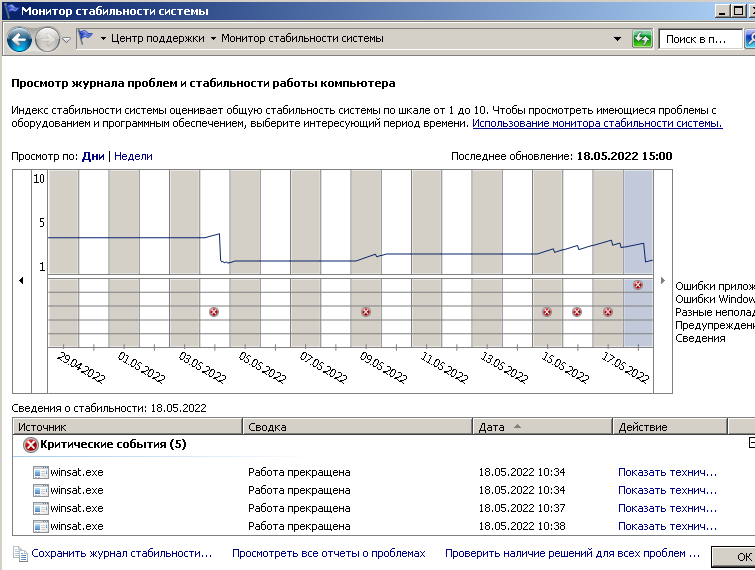 Монитор стабильности системы
Центр поддержки Монитор стабильности системы Поиск в п...
Просмотр журнала проблем и стабильности работы компьютера
Индекс стабильности системы оценивает общую стабильность системы по шкале от 1 до 10. Чтобы просмотреть имеющиеся проблемы с
оборудованием и программным обеспечением, выберите интересующий период времени. Использование монитора стабильности системы.
Просмотр по: Дни | Недели Последнее обновление: 18.05.2022 15:00
10
5
1
Ошибки прилож
Ошибки Window
Разные неполад
Предупреждени
Сведения
29.04.2022 01.05.2022 03.05.2022 05.05.2022 07.05.2022 09.05.2022 11.05.2022 13.05.2022 15.05.2022 17.05.2022
Сведения о стабильности: 18.05.2022
Источник Сводка Дата Действие
Критические события (5)
winsat.exe Работа прекращена 18.05.2022 10:34 Показать технич...
winsat.exe Работа прекращена 18.05.2022 10:34 Показать технич...
winsat.exe Работа прекращена 18.05.2022 10:37 Показать технич...
winsat.exe Работа прекращена 18.05.2022 10:38 Показать технич...
Сохранить журнал стабильности... Просмотреть все отчеты о проблемах Проверить наличие решений для всех проблем ... ОК